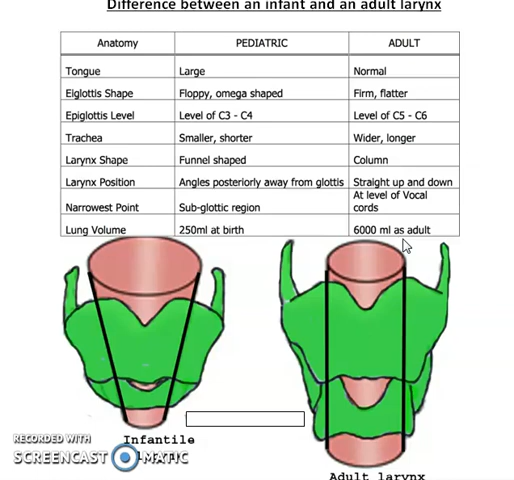 Difference between an infant and an adult larynx
Anatomy PEDIATRIC ADULT
Tongue Large Normal
Eiglottis Shape Floppy, omega shaped Firm, flatter
Epiglottis Level Level of C3 - C4 Level of C5 - C6
Trachea Smaller, shorter Wider, longer
Larynx Shape Funnel shaped Column
Larynx Position Angles posteriorly away from glottis Straight up and down
Narrowest Point Sub-glottic region At level of Vocal
cords
Lung Volume 250ml at birth 6000 ml as adult
RECORDED WITH
SCREENCAST MATIC
Infantile
Adult larynx